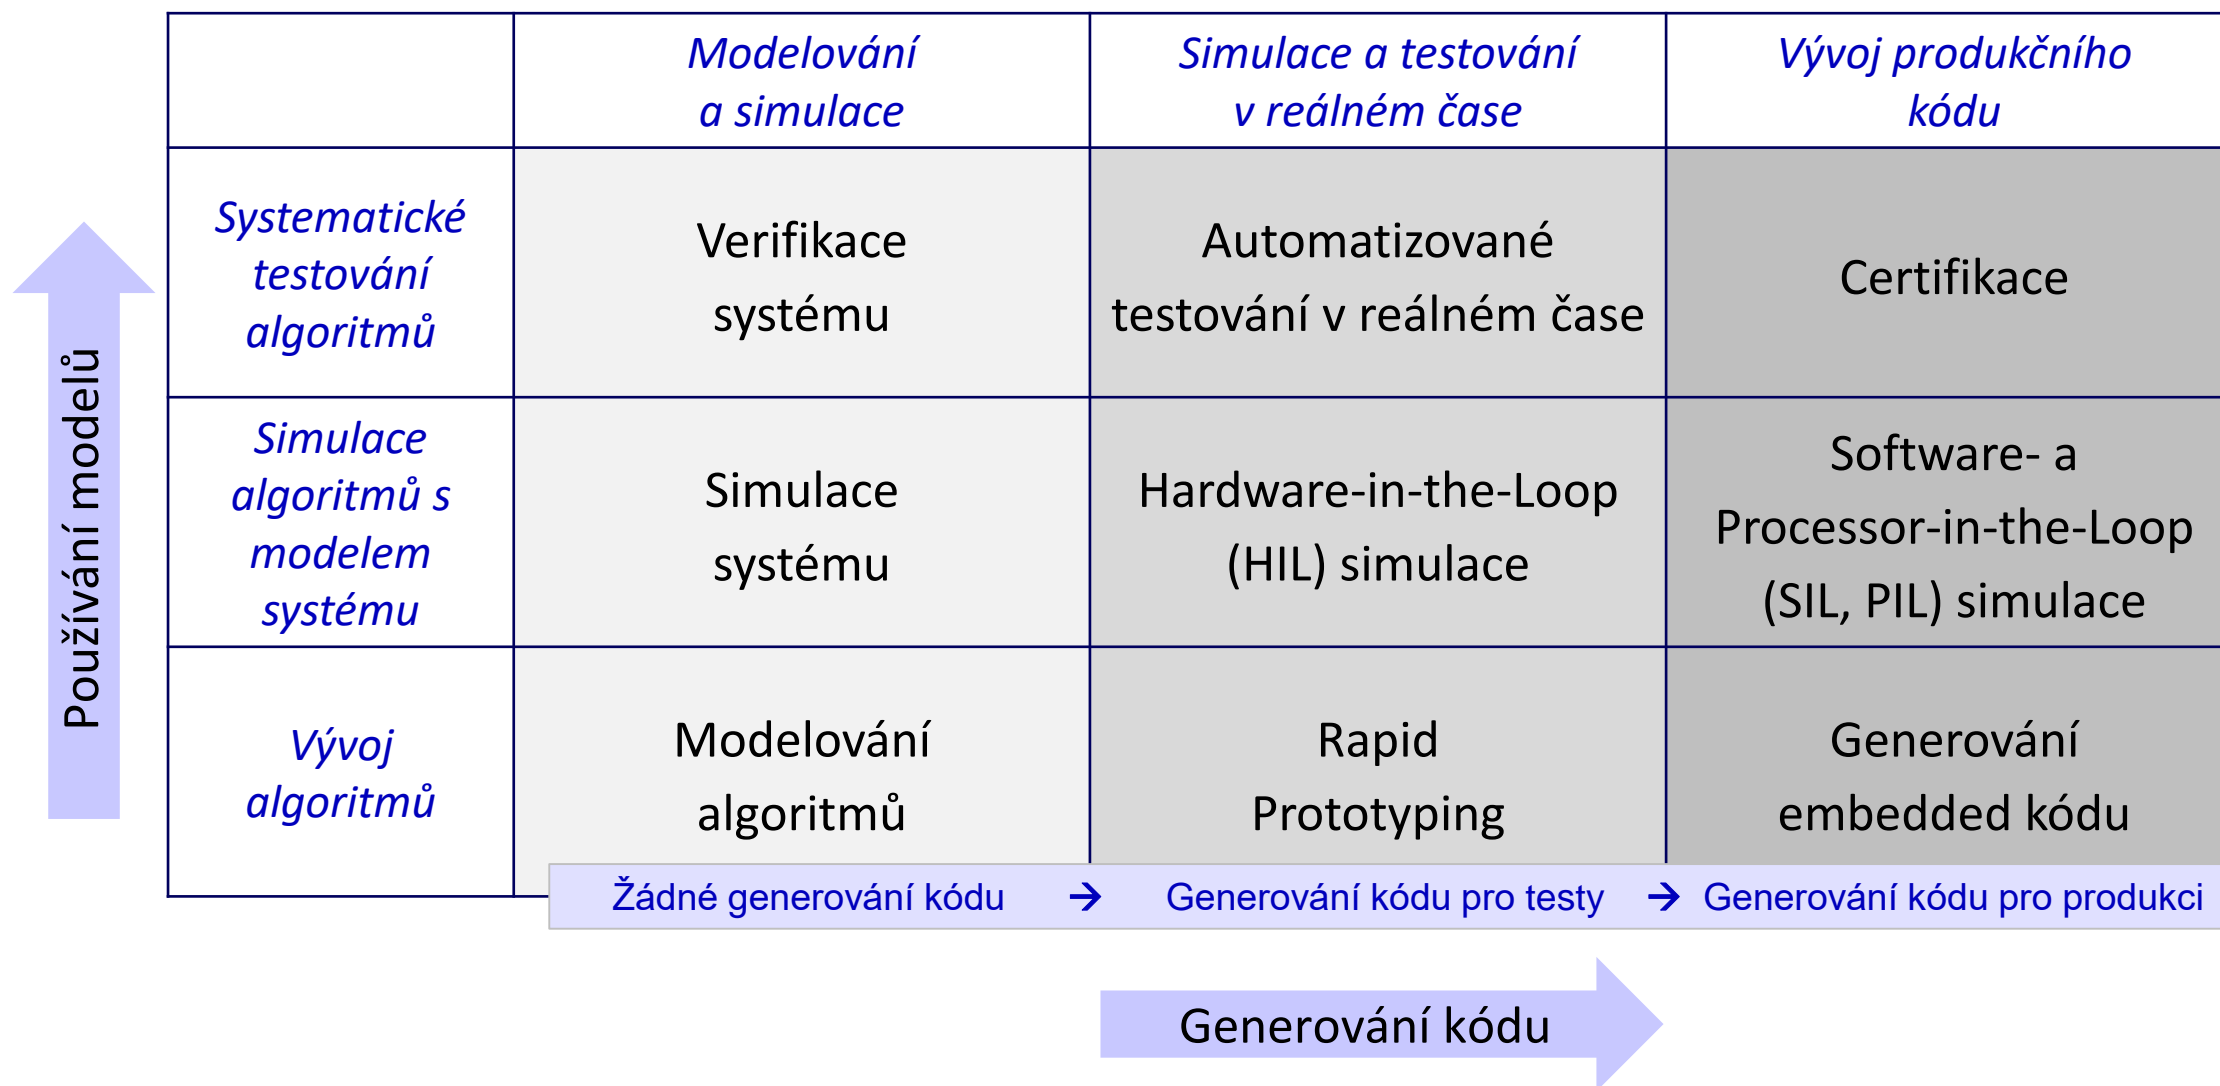 Modelování
a simulace
Simulace a testování
v reálném čase
Vývoj produkčního
kódu
Systematické
testování
algoritmů
Verifikace
systému
Automatizované
testování v reálném čase
Certifikace
Simulace
algoritmů s
modelem
systému
Simulace
systému
Hardware-in-the-Loop
(HIL) simulace
Software- a
Processor-in-the-Loop
(SIL, PIL) simulace
Vývoj
algoritmů
Modelování
algoritmů
Rapid
Prototyping
Generování
embedded kódu
Používání modelů
Žádné generování kódu → Generování kódu pro testy → Generování kódu pro produkci
Generování kódu